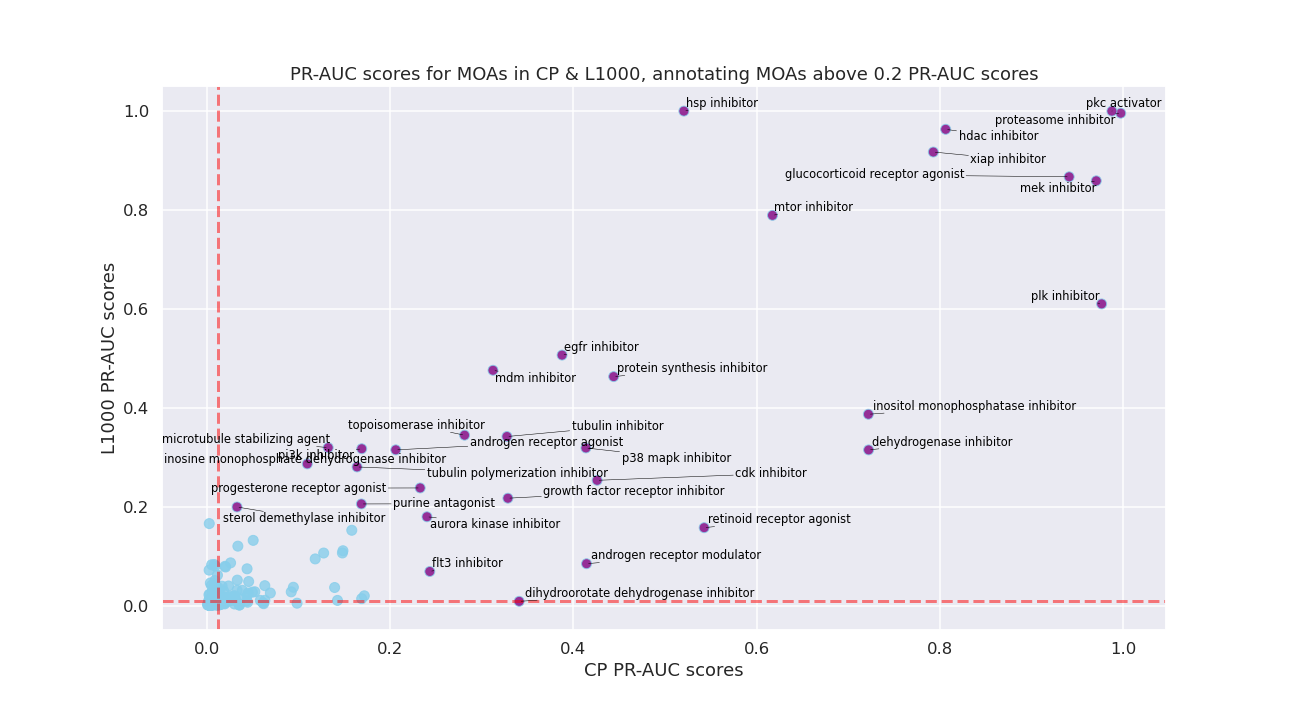 PR-AUC scores for MOAs in CP & L1000, annotating MOAs above 0.2 PR-AUC scores
L1000 PR-AUC scores
1.0
0.8
0.6
0.4
0.2
0.0
hsp inhibitor
pkc activator
proteasome inhibitor
hdac inhibitor
xiap inhibitor
glucocorticoid receptor agonist
mek inhibitor
mtor inhibitor
plk inhibitor
egfr inhibitor
protein synthesis inhibitor
mdm inhibitor
inositol monophosphatase inhibitor
topoisomerase inhibitor
tubulin inhibitor
microtubule stabilizing agent
androgen receptor agonist
dehydrogenase inhibitor
pi3k inhibitor
inosine monophosphate dehydrogenase inhibitor
p38 mapk inhibitor
tubulin polymerization inhibitor
cdk inhibitor
progesterone receptor agonist
growth factor receptor inhibitor
purine antagonist
sterol demethylase inhibitor
aurora kinase inhibitor
retinoid receptor agonist
flt3 inhibitor
androgen receptor modulator
dihydroorotate dehydrogenase inhibitor
0.0
0.2
0.4
0.6
0.8
1.0
CP PR-AUC scores